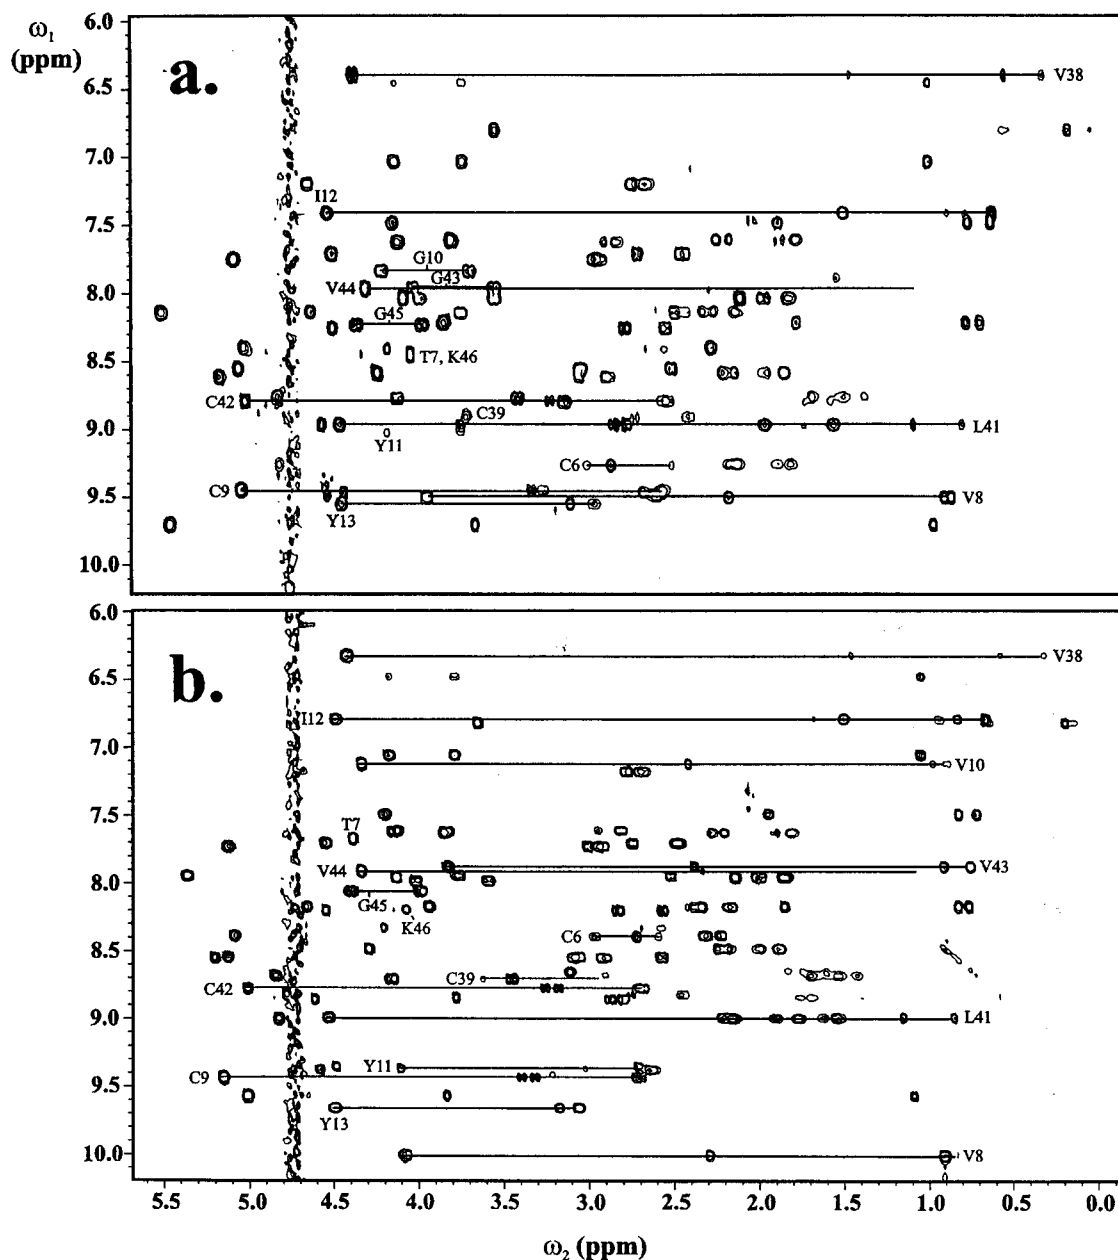 ω₁
(ppm)
6.0
a.
V38
6.5
7.0
I12
7.5
G10
G43
8.0
V44
G45
8.5
T7, K46
C42
C39
9.0
L41
Y11
C6
C9
9.5
V8
Y13
10.0
6.0
b.
V38
6.5
I12
7.0
V10
7.5
T7
V44
V43
8.0
G45
K46
8.5
C6
C39
C42
9.0
L41
Y11
9.5
C9
Y13
10.0
V8
5.5 5.0 4.5 4.0 3.5 3.0 2.5 2.0 1.5 1.0 0.5 0.0
ω₂ (ppm)